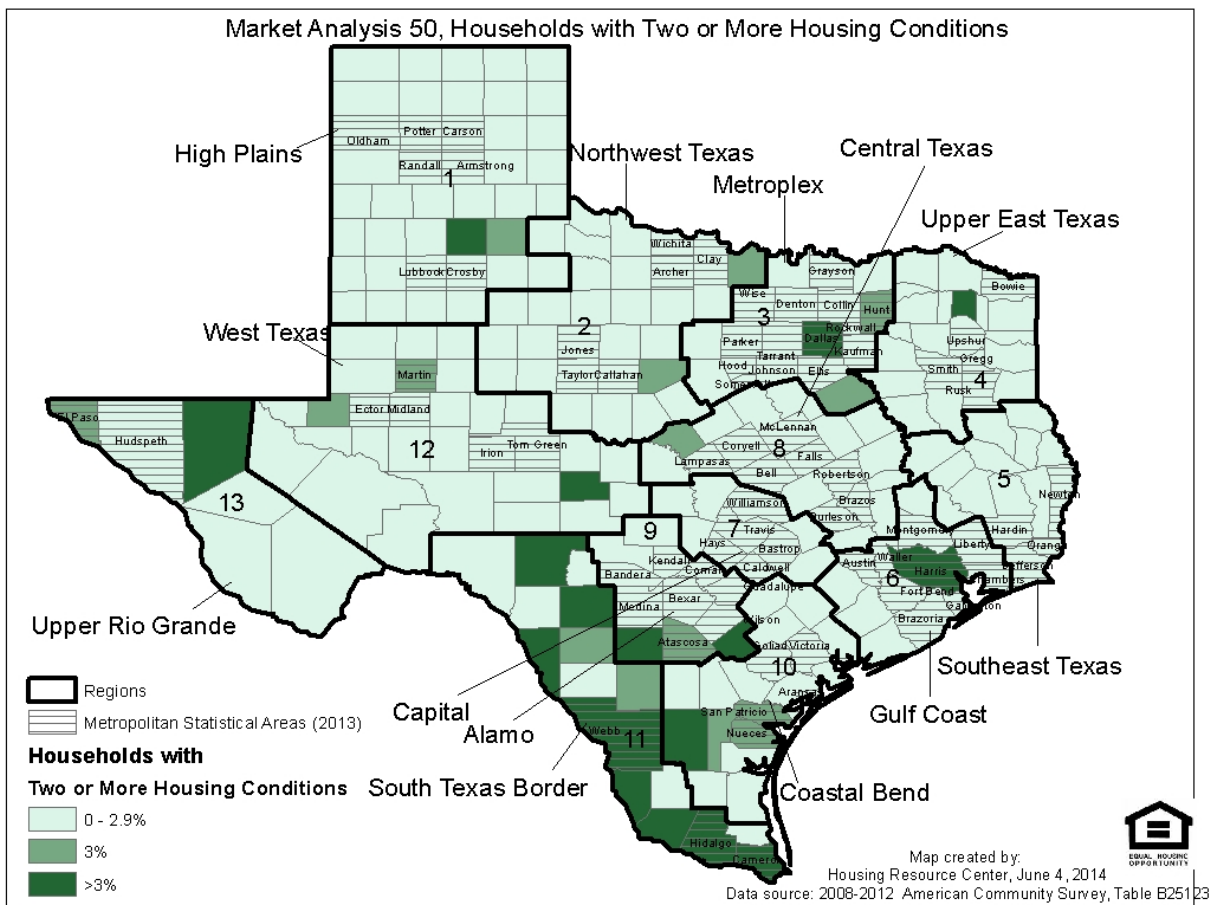 Market Analysis 50, Households with Two or More Housing Conditions
High Plains
Northwest Texas
Central Texas
Metroplex
Upper East Texas
West Texas
Oldham
Potter
Carson
Randall
Armstrong
1
Lubbock
Crosby
Wichita
Clay
Archer
2
Jones
Taylor
Callahan
Grayson
Wise
Denton
Collin
Hunt
3
Rockwall
Dallas
Parker
Kaufman
Tarrant
Hood
Johnson
Ellis
Bowie
Upshur
Gregg
Smith
4
Rusk
Martin
Ector
Midland
12
Irion
Tom Green
El Paso
Hudspeth
13
McLennan
Coryell
8
Falls
Lampasas
Bell
Robertson
Brazos
Burleson
5
Newton
Hardin
Orange
Jefferson
Williamson
7
Travis
Hays
Bastrop
Caldwell
9
Kendall
Bandera
Comal
Guadalupe
Bexar
Medina
Wilson
Atascosa
Montgomery
Liberty
Waller
Austin
Harris
6
Chambers
Fort Bend
Galveston
Brazoria
Goliad
Victoria
10
Aransas
San Patricio
Nueces
Webb
11
Hidalgo
Cameron
Upper Rio Grande
Capital
Alamo
South Texas Border
Coastal Bend
Gulf Coast
Southeast Texas
Regions
Metropolitan Statistical Areas (2013)
Households with
Two or More Housing Conditions
0 - 2.9%
3%
>3%
EQUAL HOUSING
OPPORTUNITY
Map created by:
Housing Resource Center, June 4, 2014
Data source: 2008-2012 American Community Survey, Table B25123